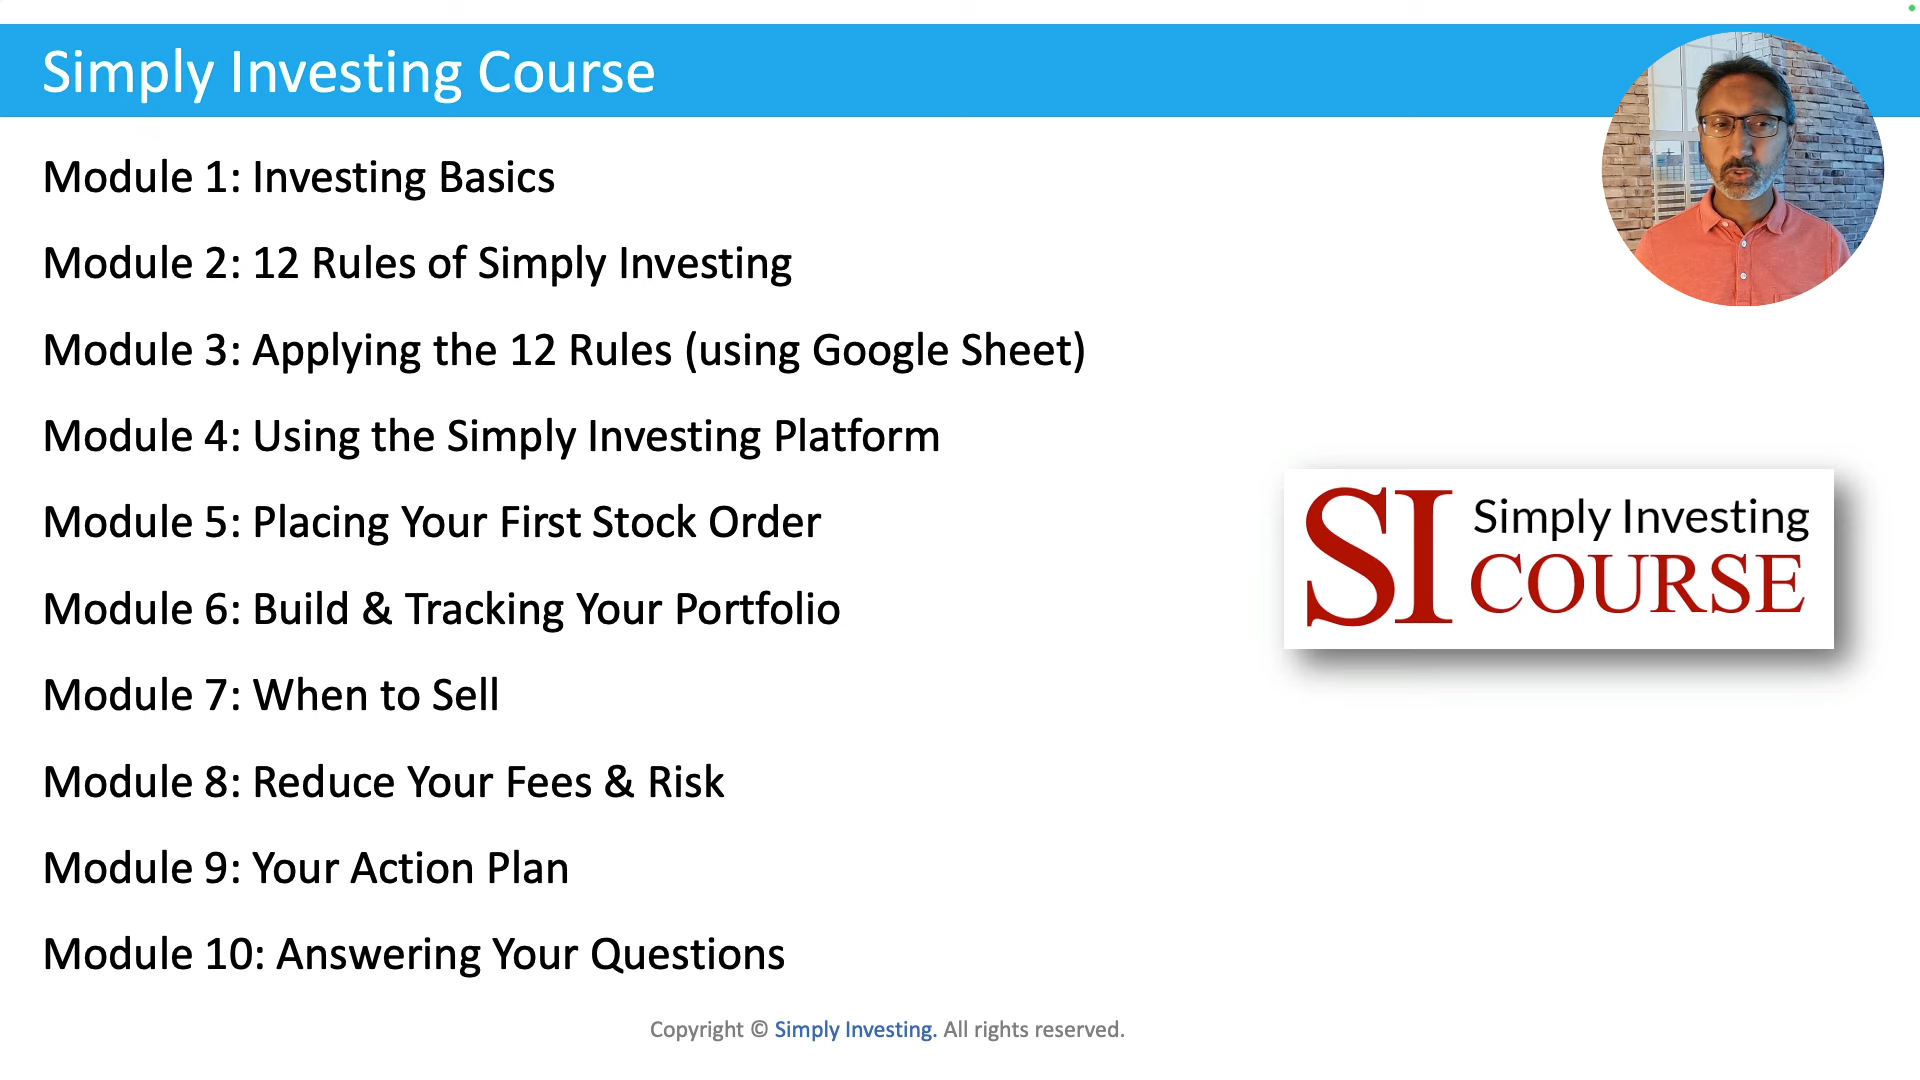 Simply Investing Course
Module 1: Investing Basics
Module 2: 12 Rules of Simply Investing
Module 3: Applying the 12 Rules (using Google Sheet)
Module 4: Using the Simply Investing Platform
Module 5: Placing Your First Stock Order
Module 6: Build & Tracking Your Portfolio
Module 7: When to Sell
Module 8: Reduce Your Fees & Risk
Module 9: Your Action Plan
Module 10: Answering Your Questions
SI Simply Investing
COURSE
Copyright © Simply Investing. All rights reserved.